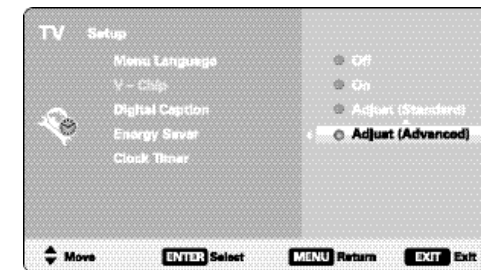 TV Setup
Menu Language
Off
V - Chip
On
Digital Caption
Adjust (Standard)
Energy Saver
Adjust (Advanced)
Clock Timer
Move ENTER Select MENU Return EXIT Exit